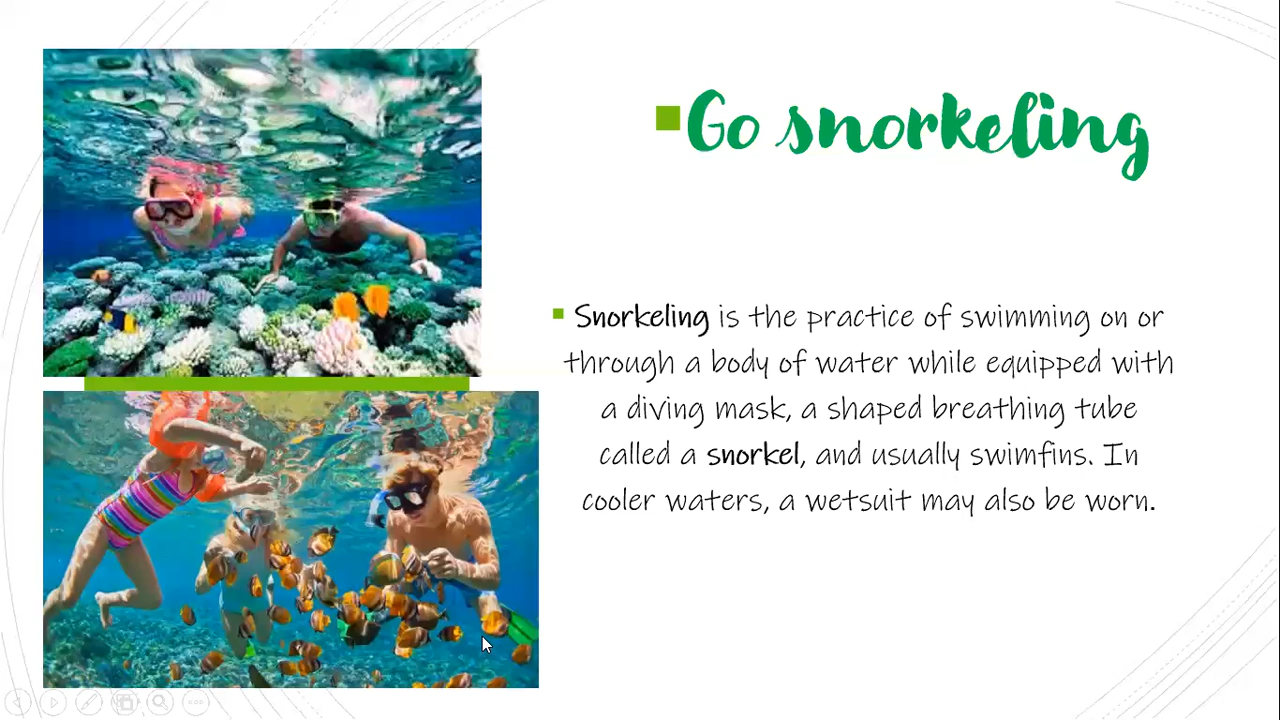 Go snorkeling
Snorkeling is the practice of swimming on or
through a body of water while equipped with
a diving mask, a shaped breathing tube
called a snorkel, and usually swimfins. In
cooler waters, a wetsuit may also be worn.